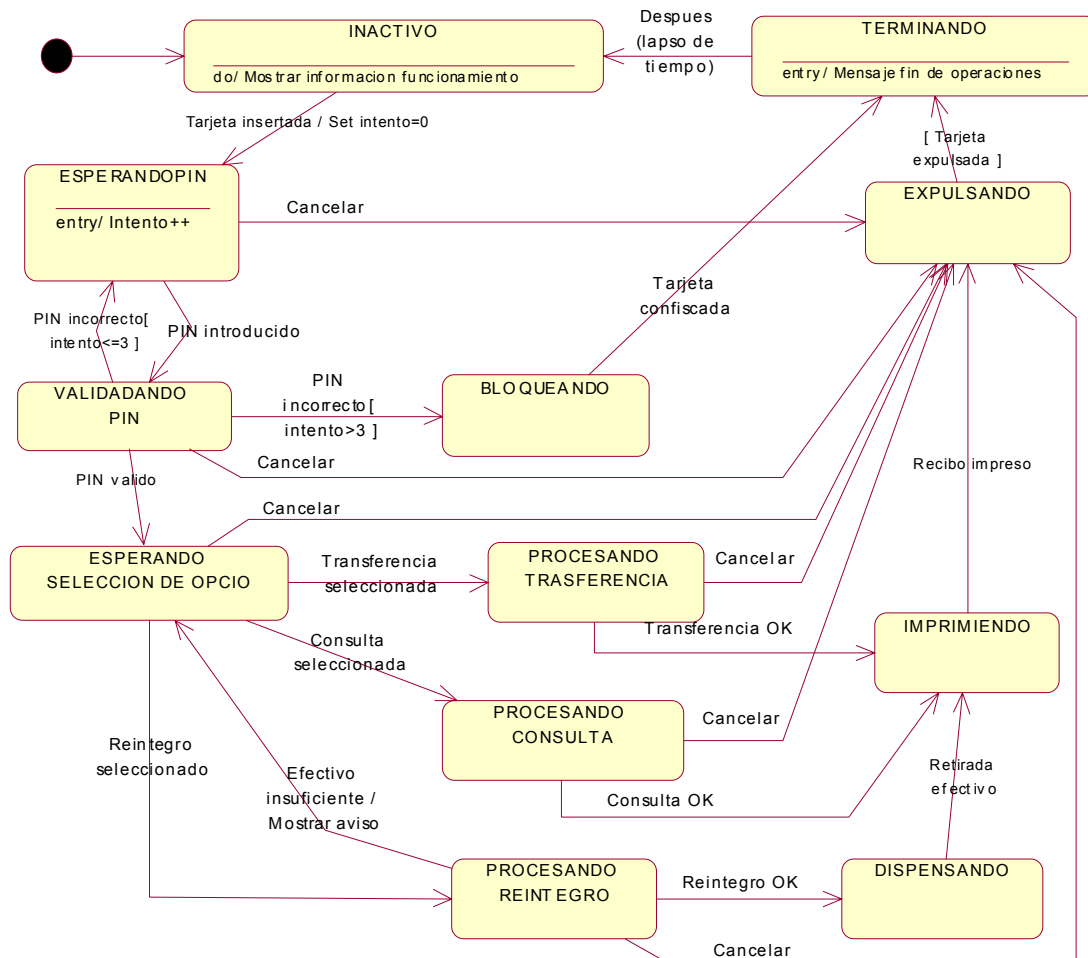 INACTIVO
do/ Mostrar informacion funcionamiento
Despues
(lapso de
tiempo)
TERMINANDO
entry/ Mensaje fin de operaciones
Tarjeta insertada / Set intento=0
[ Tarjeta
expulsada ]
ESPERANDOPIN
entry/ Intento++
Cancelar
EXPULSANDO
PIN incorrecto[
intento<=3 ]
PIN introducido
Tarjeta
confiscada
VALIDADANDO
PIN
PIN
incorrecto[
intento>3 ]
BLOQUEANDO
Cancelar
PIN valido
Recibo impreso
Cancelar
ESPERANDO
SELECCION DE OPCIO
Transferencia
seleccionada
PROCESANDO
TRASFERENCIA
Cancelar
Transferencia OK
IMPRIMIENDO
Consulta
seleccionada
PROCESANDO
CONSULTA
Cancelar
Reintegro
seleccionado
Efectivo
insuficiente /
Mostrar aviso
Consulta OK
Retirada
efectivo
PROCESANDO
REINTEGRO
Reintegro OK
DISPENSANDO
Cancelar